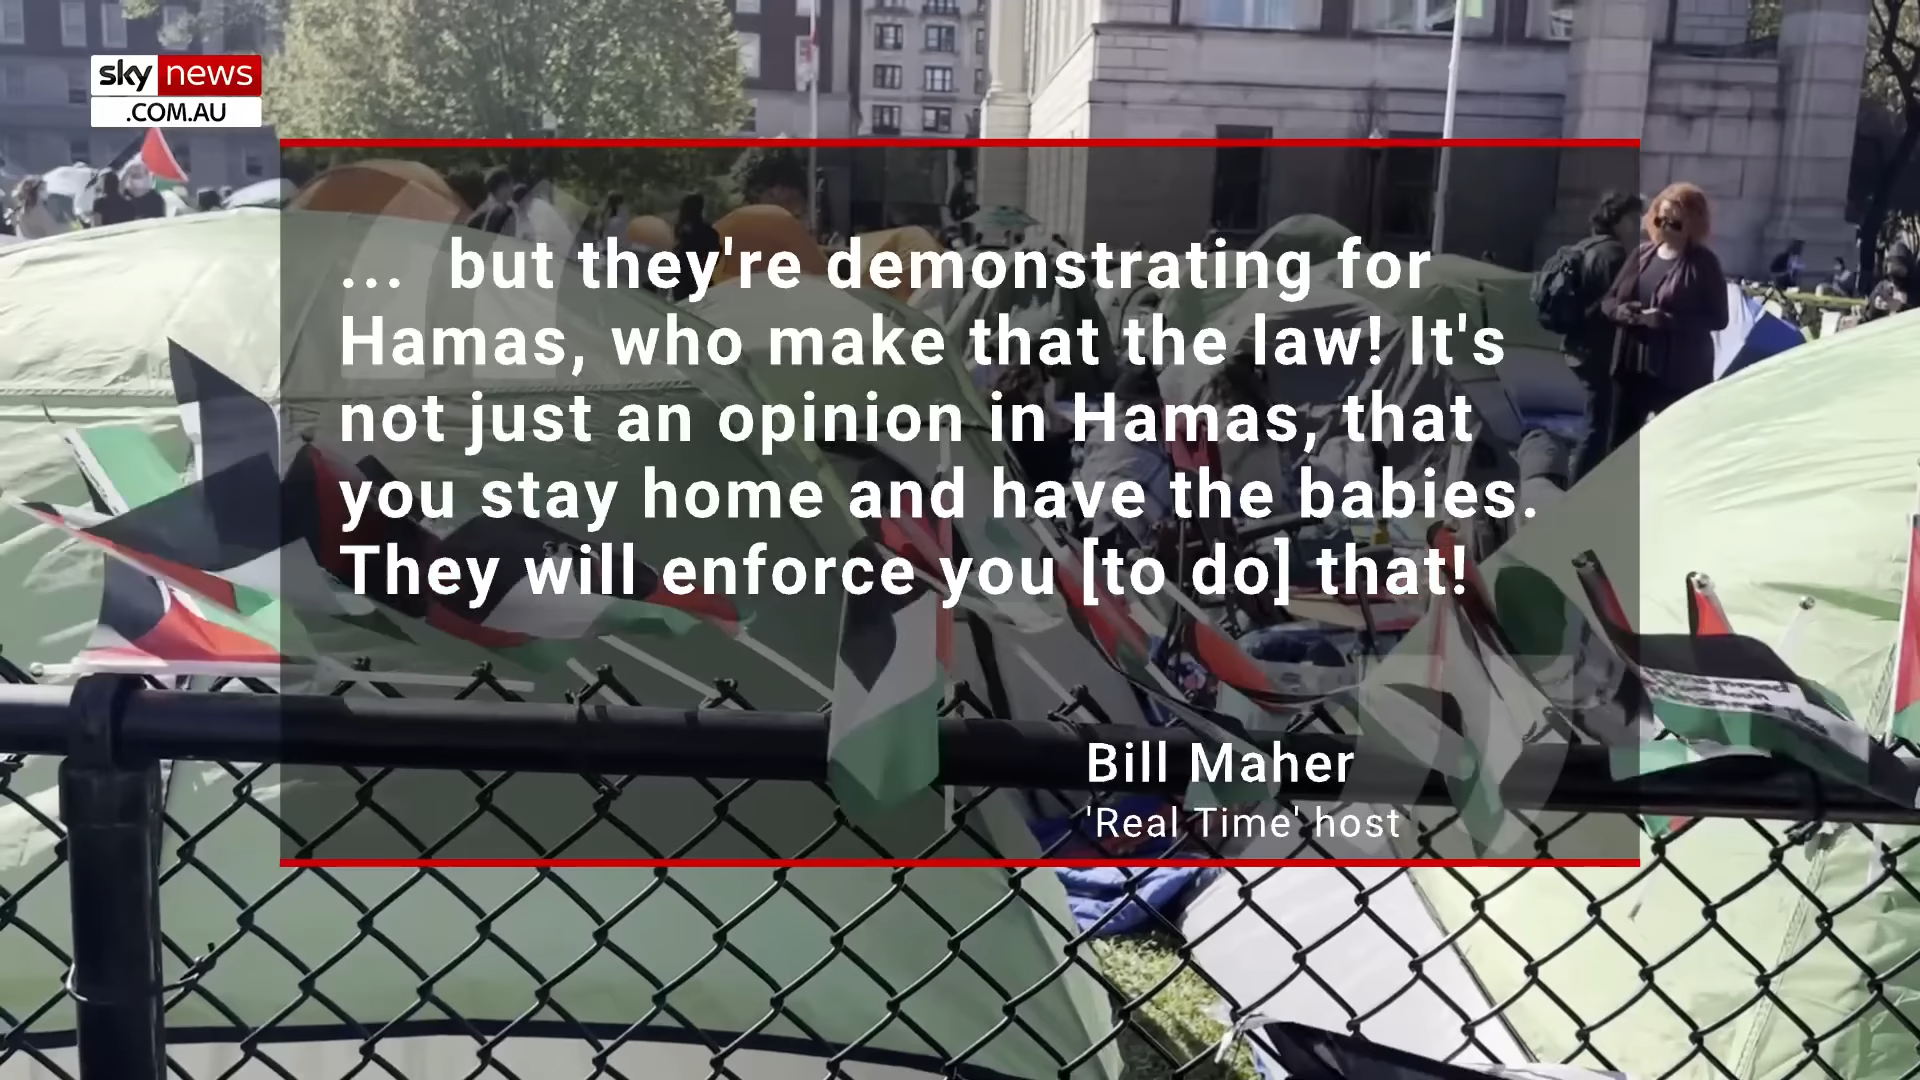 sky news
.COM.AU
... but they're demonstrating for
Hamas, who make that the law! It's
not just an opinion in Hamas, that
you stay home and have the babies.
They will enforce you [to do] that!
Bill Maher
'Real Time' host